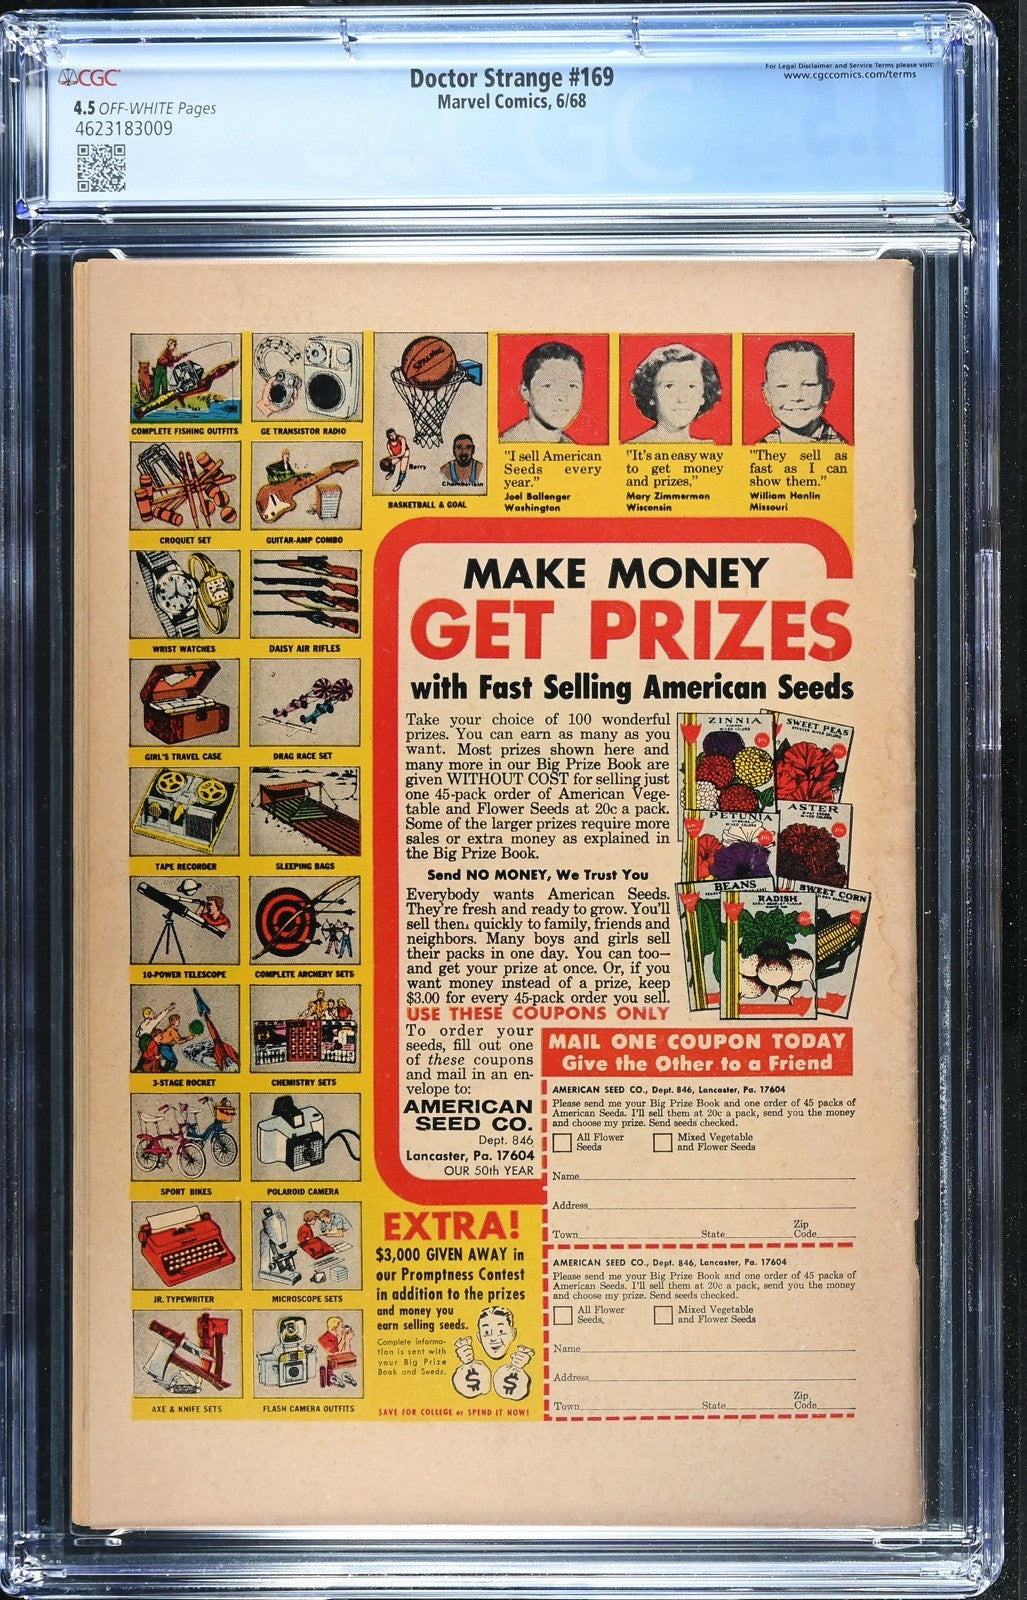 CGC
4.5 OFF-WHITE Pages
4623183009
Doctor Strange #169
Marvel Comics, 6/68
For Legal Disclaimer and Service Terms please visit:
www.cgccomics.com/terms
COMPLETE FISHING OUTFITS
GE TRANSISTOR RADIO
SPALDING
Barry
Chamberlain
BASKETBALL & GOAL
"I sell American
Seeds every
year."
Joel Ballenger
Washington
"It's an easy way
to get money
and prizes."
Mary Zimmerman
Wisconsin
"They sell as
fast as I can
show them."
William Hanlin
Missouri
CROQUET SET
GUITAR-AMP COMBO
WRIST WATCHES
DAISY AIR RIFLES
GIRL'S TRAVEL CASE
DRAG RACE SET
TAPE RECORDER
SLEEPING BAGS
10-POWER TELESCOPE
COMPLETE ARCHERY SETS
3-STAGE ROCKET
CHEMISTRY SETS
SPORT BIKES
POLAROID CAMERA
JR. TYPEWRITER
MICROSCOPE SETS
AXE & KNIFE SETS
FLASH CAMERA OUTFITS
MAKE MONEY
GET PRIZES
with Fast Selling American Seeds
Take your choice of 100 wonderful
prizes. You can earn as many as you
want. Most prizes shown here and
many more in our Big Prize Book are
given WITHOUT COST for selling just
one 45-pack order of American Vege-
table and Flower Seeds at 20c a pack.
Some of the larger prizes require more
sales or extra money as explained in
the Big Prize Book.
Send NO MONEY, We Trust You
Everybody wants American Seeds.
They're fresh and ready to grow. You'll
sell them quickly to family, friends and
neighbors. Many boys and girls sell
their packs in one day. You can too—
and get your prize at once. Or, if you
want money instead of a prize, keep
$3.00 for every 45-pack order you sell.
USE THESE COUPONS ONLY
To order your
seeds, fill out one
of these coupons
and mail in an en-
velope to:
AMERICAN
SEED CO.
Dept. 846
Lancaster, Pa. 17604
OUR 50th YEAR
ZINNIA
SWEET PEAS
PETUNIA
ASTER
BEANS
RADISH
SWEET CORN
MAIL ONE COUPON TODAY
Give the Other to a Friend
AMERICAN SEED CO., Dept. 846, Lancaster, Pa. 17604
Please send me your Big Prize Book and one order of 45 packs of
American Seeds. I'll sell them at 20c a pack, send you the money
and choose my prize. Send seeds checked.
All Flower
Seeds
Mixed Vegetable
and Flower Seeds
Name
Address
Town State Zip Code
AMERICAN SEED CO., Dept. 846, Lancaster, Pa. 17604
Please send me your Big Prize Book and one order of 45 packs of
American Seeds. I'll sell them at 20c a pack, send you the money
and choose my prize. Send seeds checked.
All Flower
Seeds,
Mixed Vegetable
and Flower Seeds
Name
Address
Town State Zip Code
EXTRA!
$3,000 GIVEN AWAY in
our Promptness Contest
in addition to the prizes
and money you
earn selling seeds.
Complete informa-
tion is sent with
your Big Prize
Book and Seeds.
$ $
SAVE FOR COLLEGE or SPEND IT NOW!